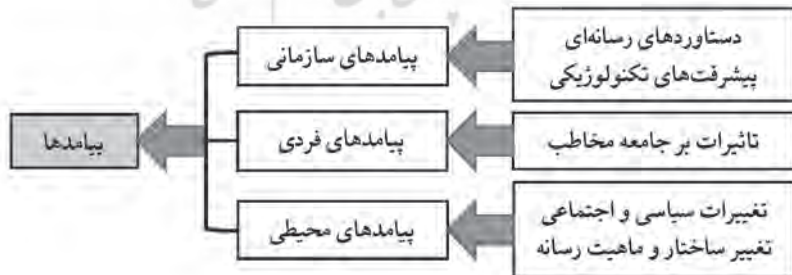 دستاوردهای رسانه‌ای
پیشرفت‌های تکنولوژیکی
پیامدهای سازمانی
تاثیرات بر جامعه مخاطب
پیامدهای فردی
پیامدها
تغییرات سیاسی و اجتماعی
تغییر ساختار و ماهیت رسانه
پیامدهای محیطی